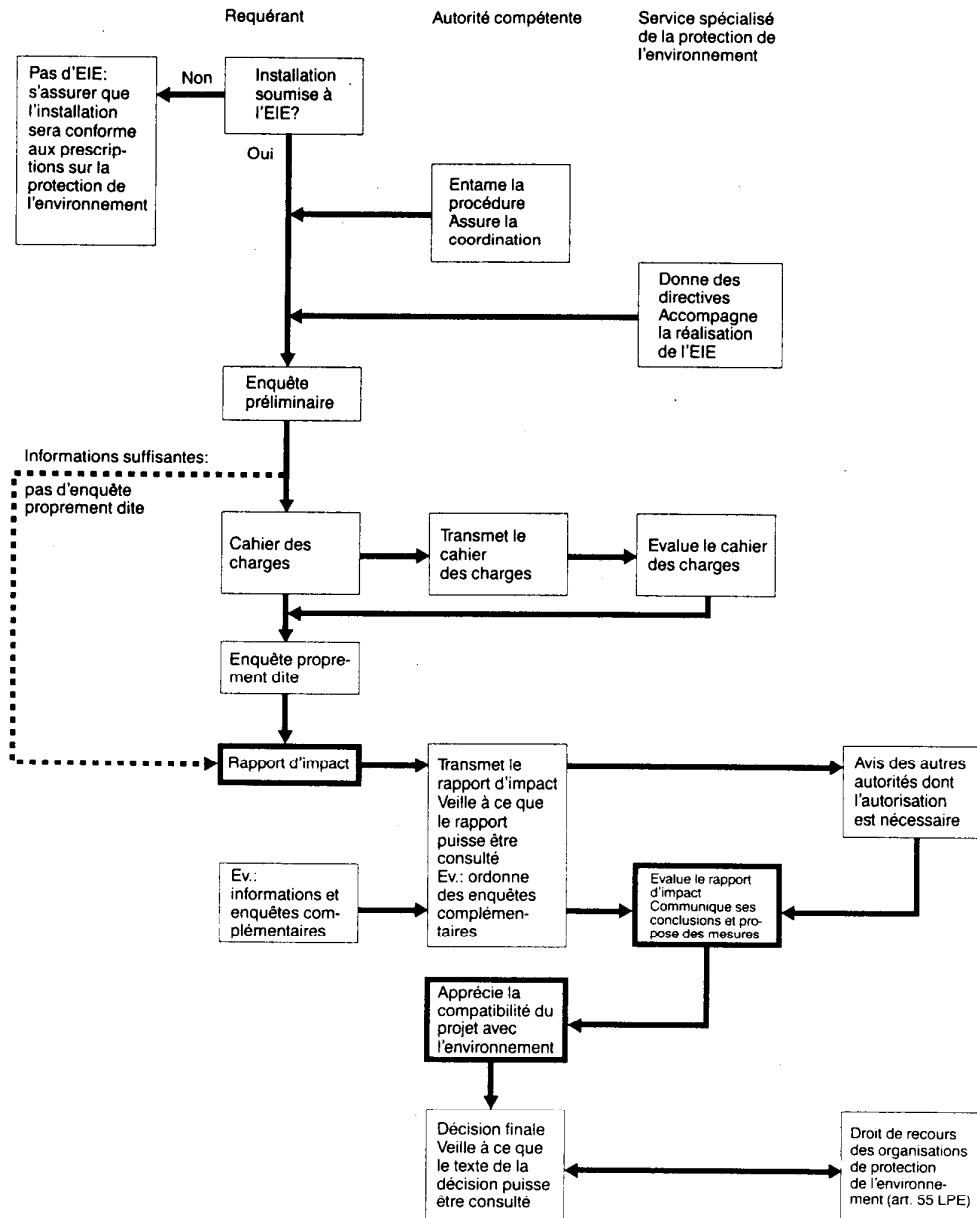 Requérant
Autorité compétente
Service spécialisé
de la protection de
l'environnement
Pas d'EIE:
s'assurer que
l'installation
sera conforme
aux prescrip-
tions sur la
protection de
l'environnement
Non
Installation
soumise à
l'EIE?
Oui
Entame la
procédure
Assure la
coordination
Donne des
directives
Accompagne
la réalisation
de l'EIE
Enquête
préliminaire
Informations suffisantes:
pas d'enquête
proprement dite
Cahier des
charges
Transmet le
cahier
des charges
Evalue le cahier
des charges
Enquête propre-
ment dite
Rapport d'impact
Transmet le
rapport d'impact
Veille à ce que
le rapport
puisse être
consulté
Ev.: ordonne
des enquêtes
complémen-
taires
Avis des autres
autorités dont
l'autorisation
est nécessaire
Ev.:
informations et
enquêtes com-
plémentaires
Evalue le rapport
d'impact
Communique ses
conclusions et pro-
pose des mesures
Apprécie la
compatibilité du
projet avec
l'environnement
Décision finale
Veille à ce que
le texte de la
décision puisse
être consulté
Droit de recours
des organisations
de protection
de l'environne-
ment (art. 55 LPE)